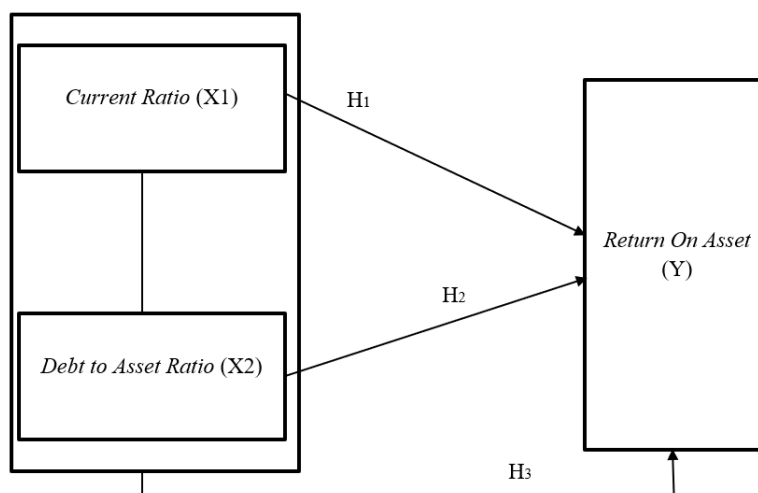 Current Ratio (X1)
H1
Return On Asset
(Y)
H2
Debt to Asset Ratio (X2)
H3